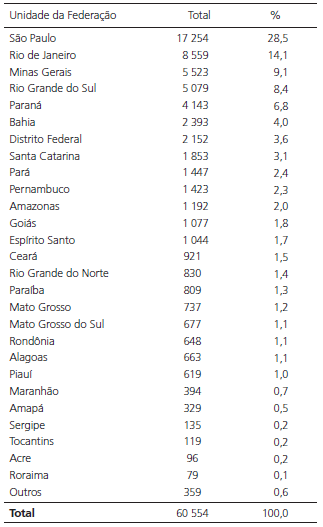 Unidade da Federação Total %
São Paulo 17 254 28,5
Rio de Janeiro 8 559 14,1
Minas Gerais 5 523 9,1
Rio Grande do Sul 5 079 8,4
Paraná 4 143 6,8
Bahia 2 393 4,0
Distrito Federal 2 152 3,6
Santa Catarina 1 853 3,1
Pará 1 447 2,4
Pernambuco 1 423 2,3
Amazonas 1 192 2,0
Goiás 1 077 1,8
Espírito Santo 1 044 1,7
Ceará 921 1,5
Rio Grande do Norte 830 1,4
Paraíba 809 1,3
Mato Grosso 737 1,2
Mato Grosso do Sul 677 1,1
Rondônia 648 1,1
Alagoas 663 1,1
Piauí 619 1,0
Maranhão 394 0,7
Amapá 329 0,5
Sergipe 135 0,2
Tocantins 119 0,2
Acre 96 0,2
Roraima 79 0,1
Outros 359 0,6
Total 60 554 100,0